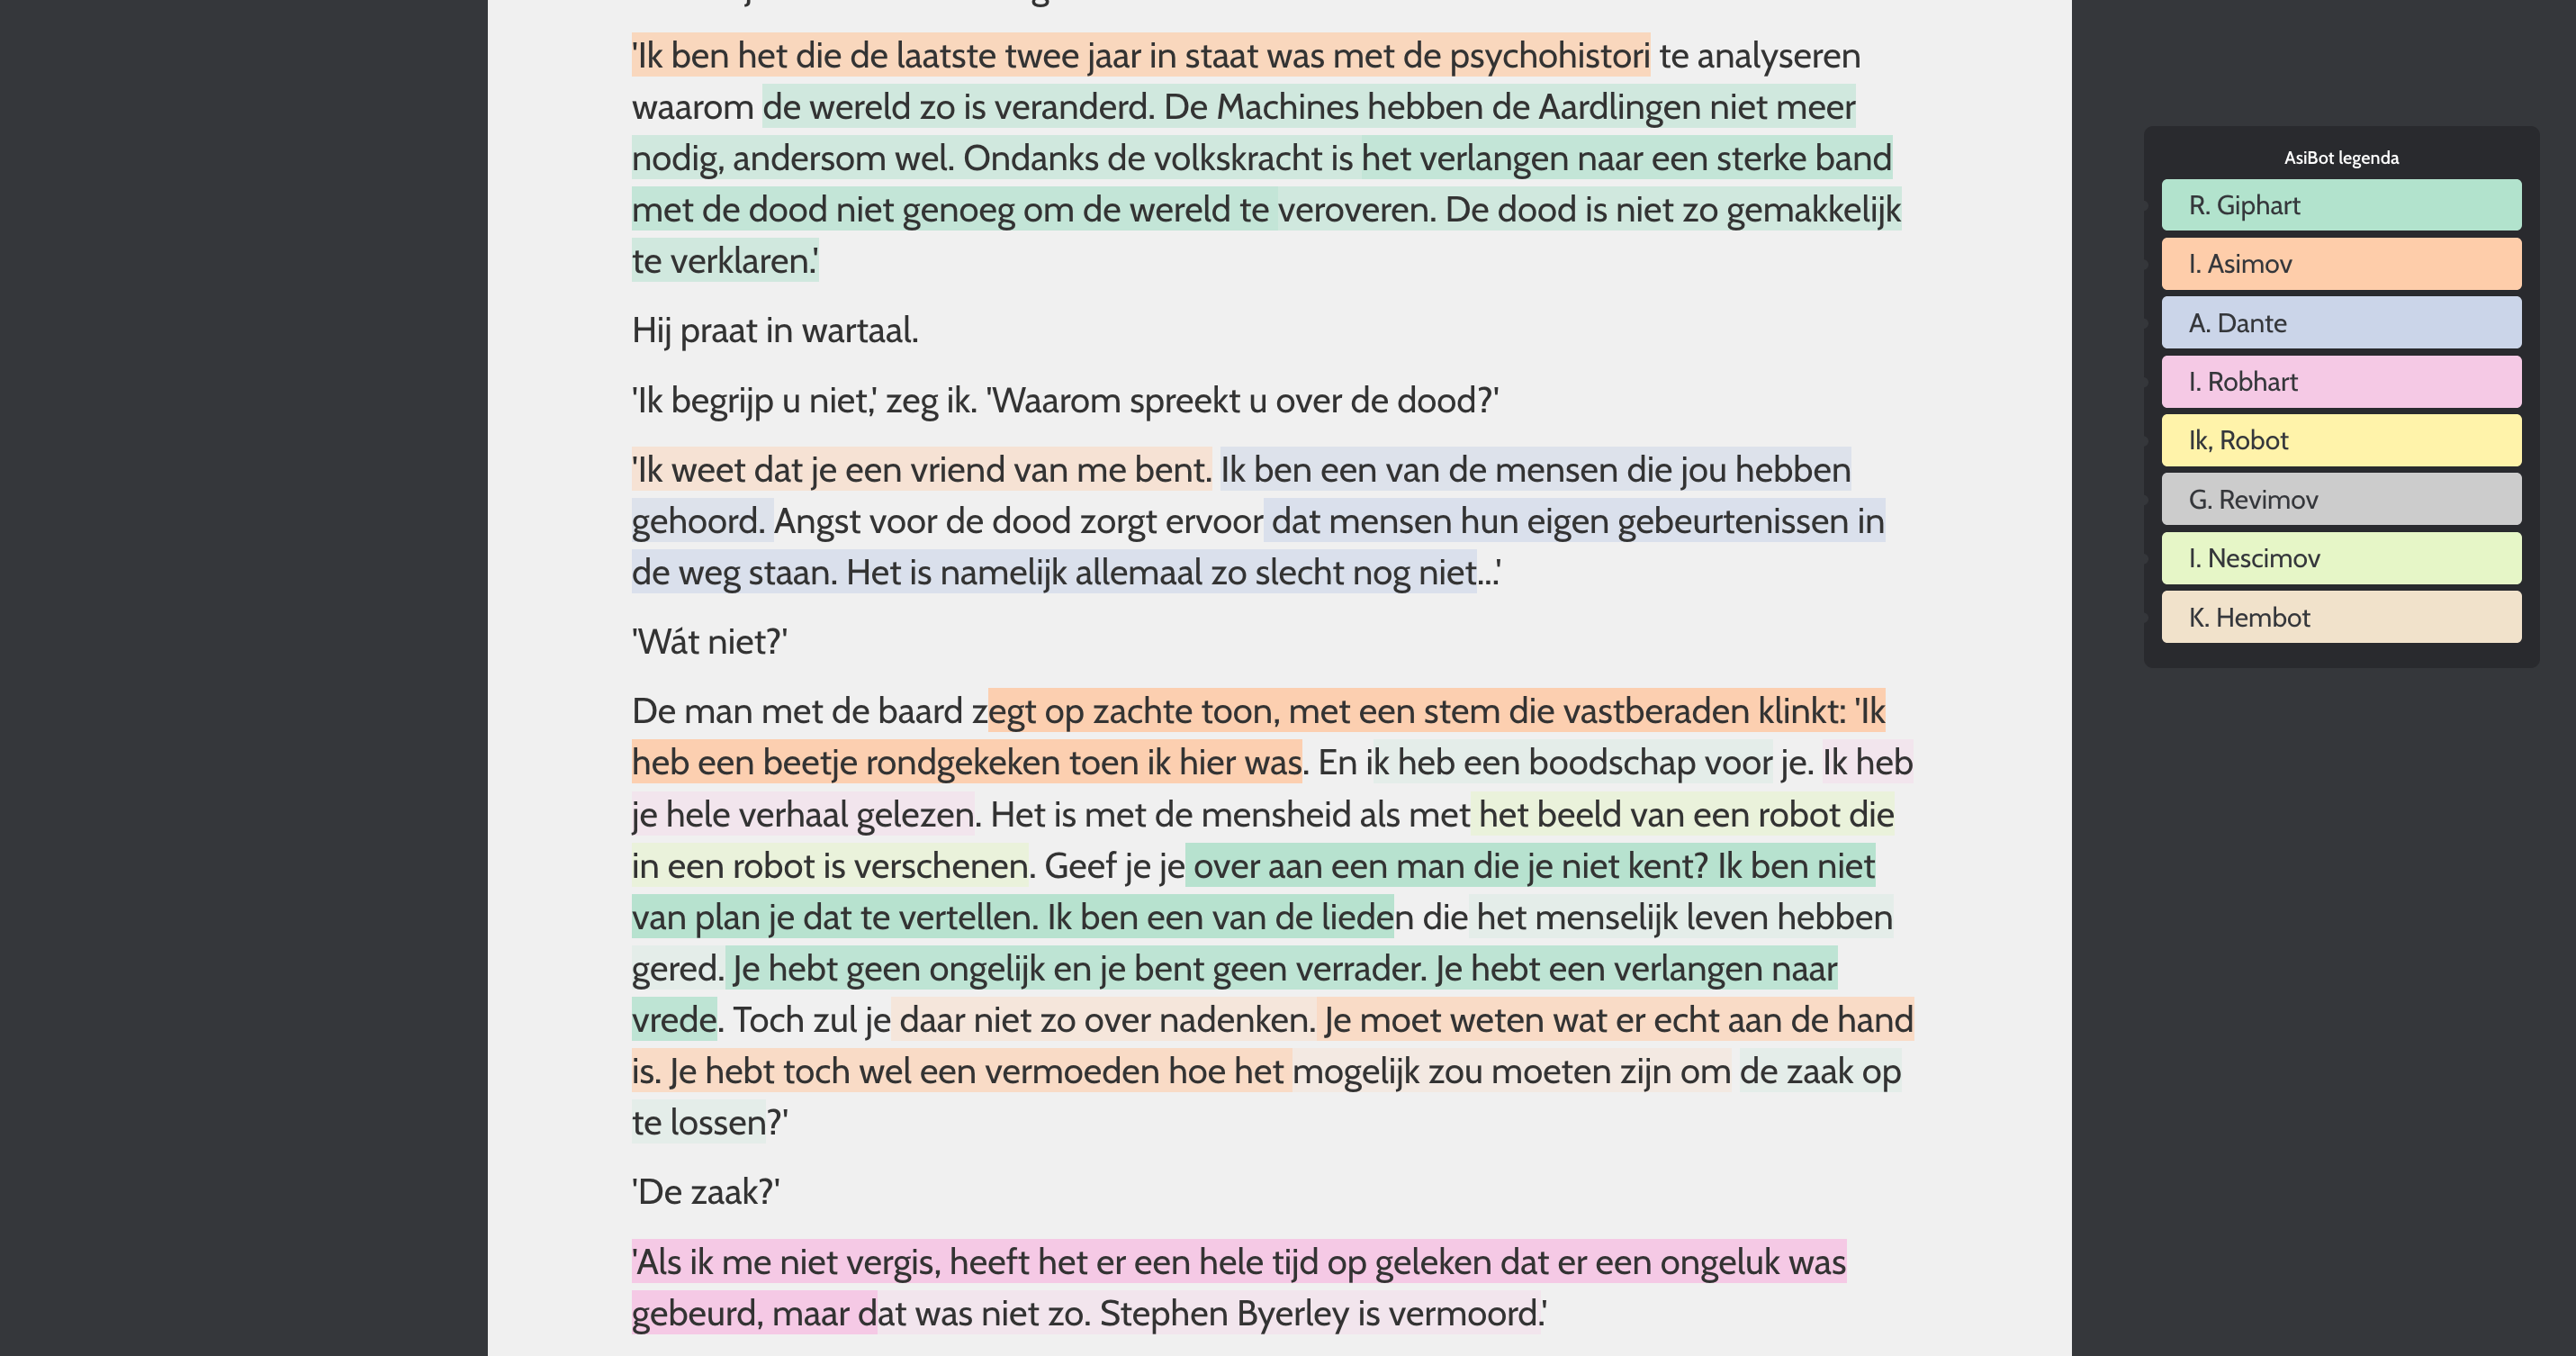 'Ik ben het die de laatste twee jaar in staat was met de psychohistori te analyseren
waarom de wereld zo is veranderd. De Machines hebben de Aardlingen niet meer
nodig, andersom wel. Ondanks de volkskracht is het verlangen naar een sterke band
met de dood niet genoeg om de wereld te veroveren. De dood is niet zo gemakkelijk
te verklaren.'
Hij praat in wartaal.
'Ik begrijp u niet,' zeg ik. 'Waarom spreekt u over de dood?'
'Ik weet dat je een vriend van me bent. Ik ben een van de mensen die jou hebben
gehoord. Angst voor de dood zorgt ervoor dat mensen hun eigen gebeurtenissen in
de weg staan. Het is namelijk allemaal zo slecht nog niet...'
'Wát niet?'
De man met de baard zegt op zachte toon, met een stem die vastberaden klinkt: 'Ik
heb een beetje rondgekeken toen ik hier was. En ik heb een boodschap voor je. Ik heb
je hele verhaal gelezen. Het is met de mensheid als met het beeld van een robot die
in een robot is verschenen. Geef je je over aan een man die je niet kent? Ik ben niet
van plan je dat te vertellen. Ik ben een van de lieden die het menselijk leven hebben
gered. Je hebt geen ongelijk en je bent geen verrader. Je hebt een verlangen naar
vrede. Toch zul je daar niet zo over nadenken. Je moet weten wat er echt aan de hand
is. Je hebt toch wel een vermoeden hoe het mogelijk zou moeten zijn om de zaak op
te lossen?'
'De zaak?'
'Als ik me niet vergis, heeft het er een hele tijd op geleken dat er een ongeluk was
gebeurd, maar dat was niet zo. Stephen Byerley is vermoord.'
AsiBot legenda
R. Giphart
I. Asimov
A. Dante
I. Robhart
Ik, Robot
G. Revimov
I. Nescimov
K. Hembot